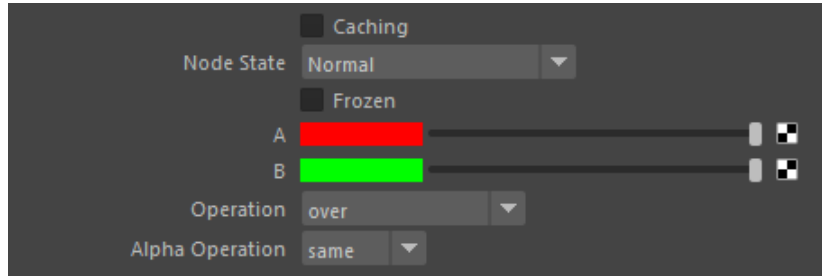 Caching
Node State Normal
Frozen
A
B
Operation over
Alpha Operation same